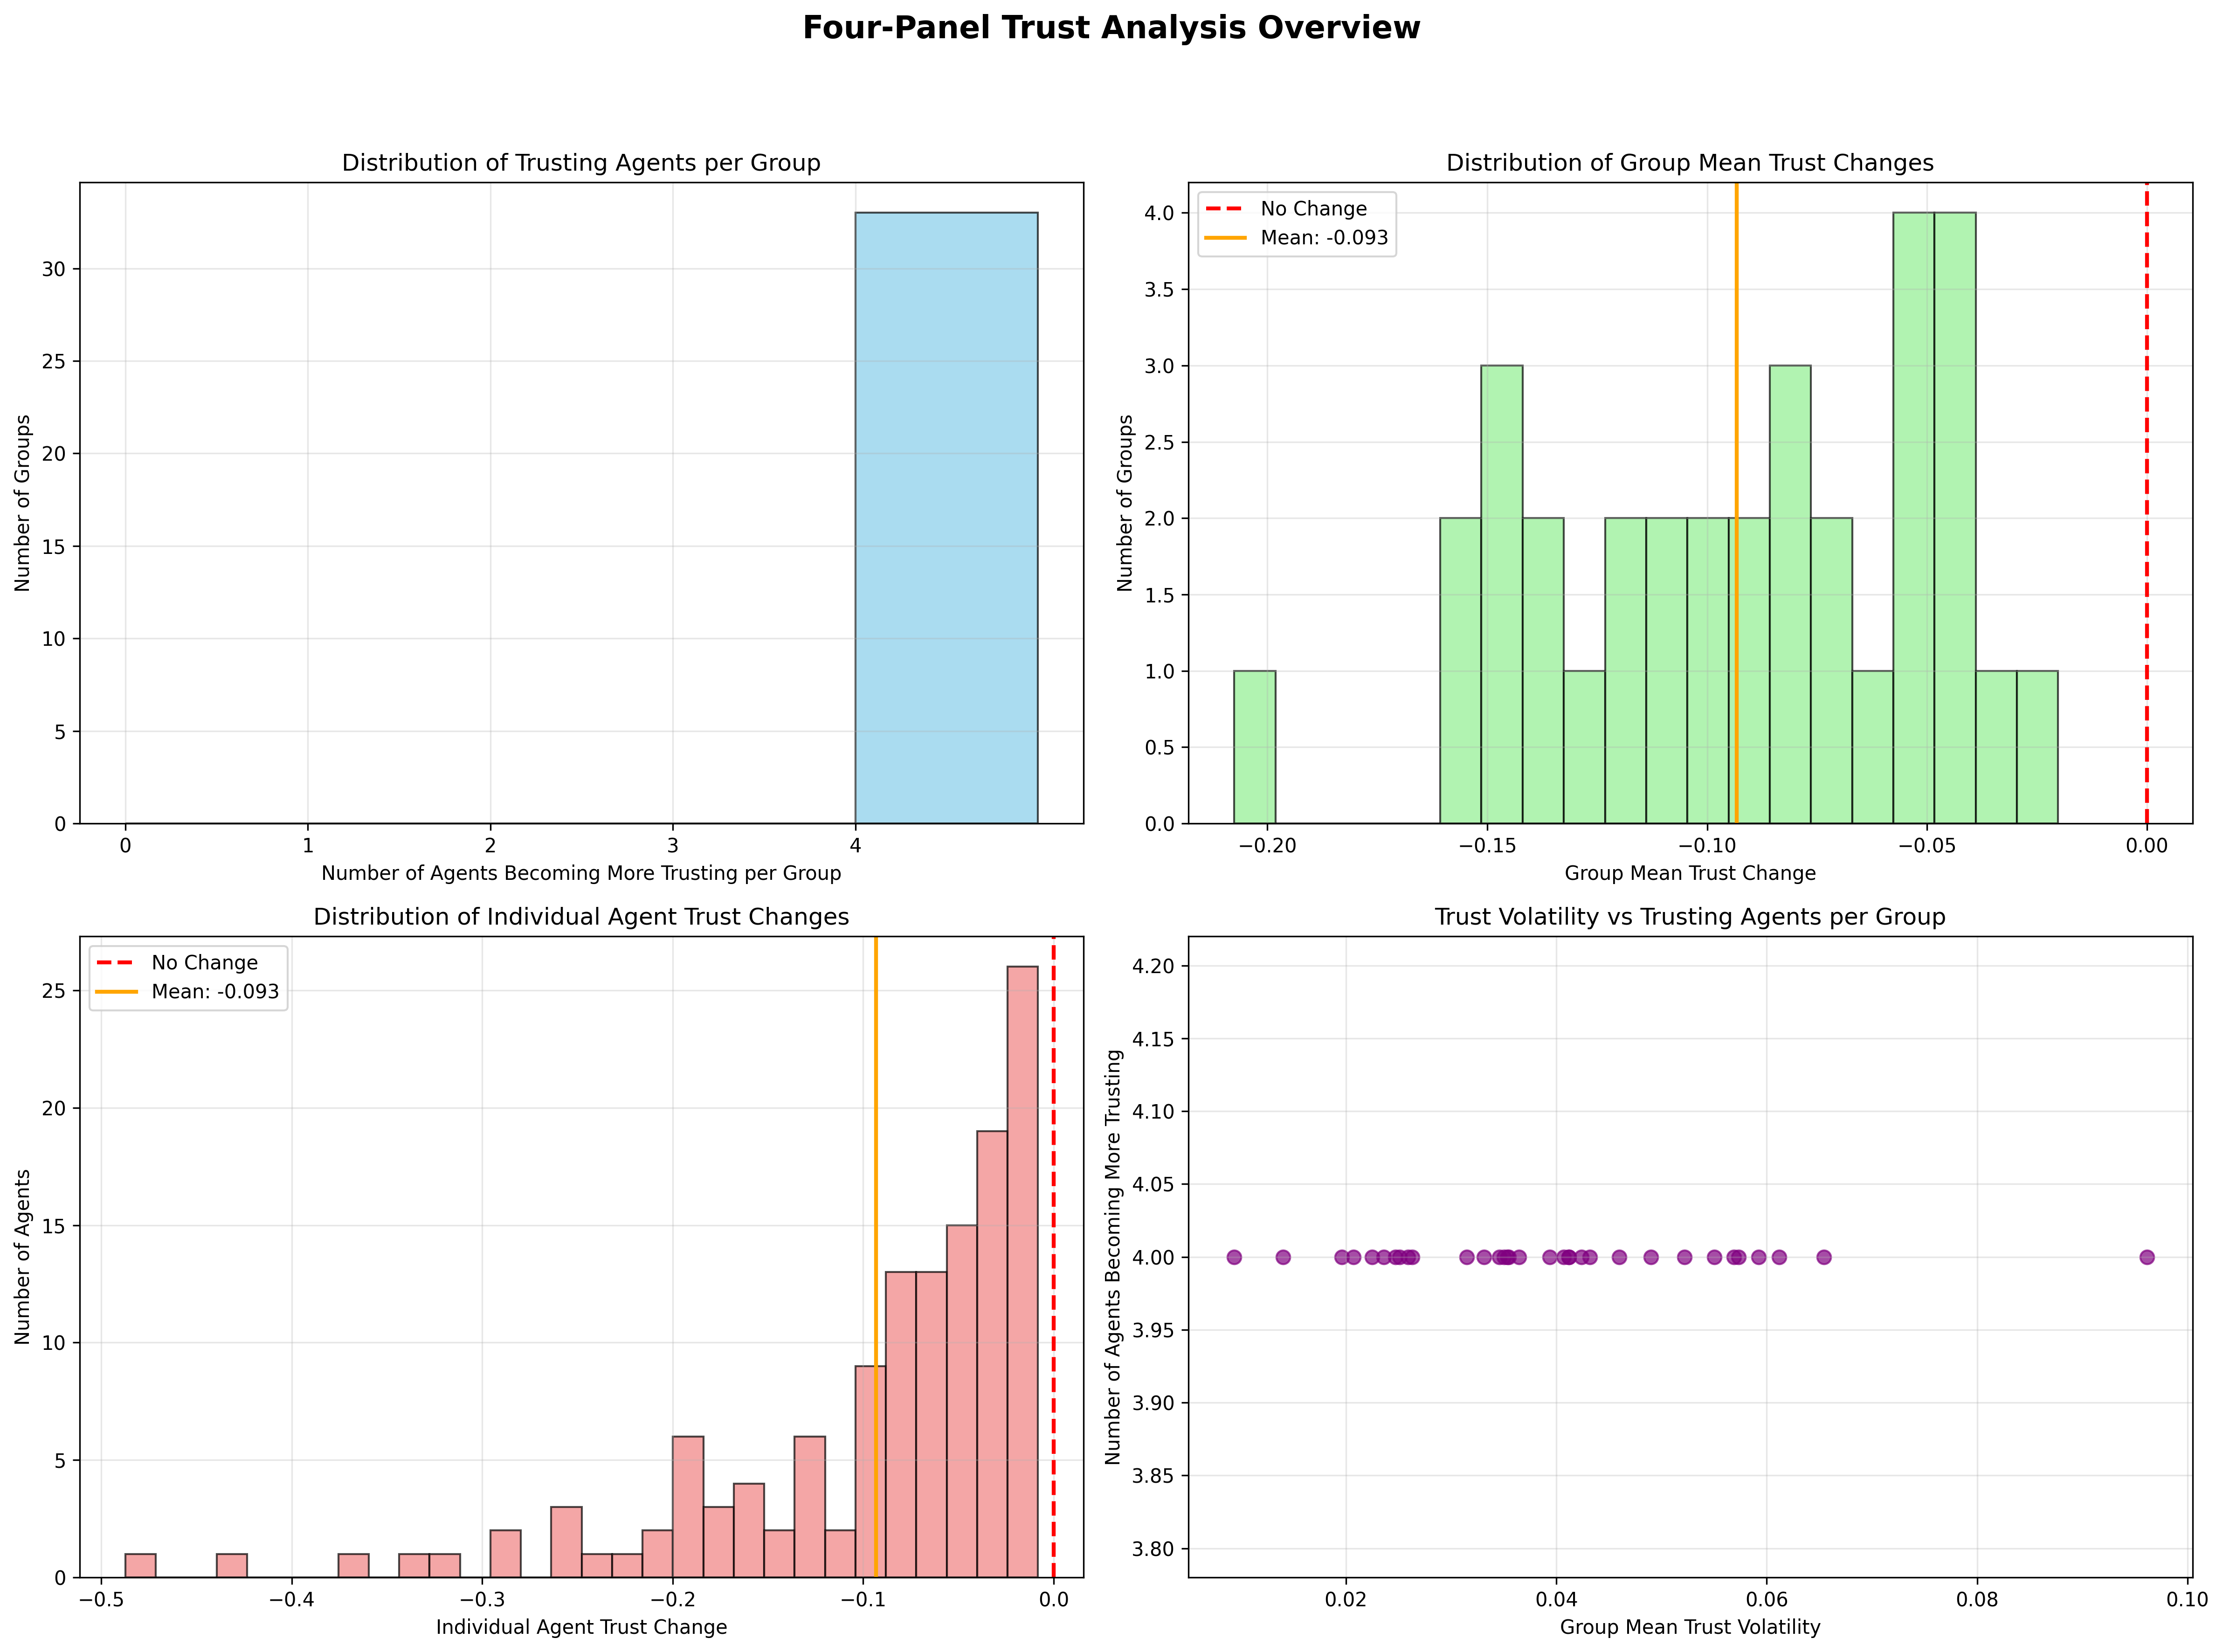 Four-Panel Trust Analysis Overview
Distribution of Trusting Agents per Group
Number of Groups
30
25
20
15
10
5
0
0 1 2 3 4
Number of Agents Becoming More Trusting per Group
Distribution of Group Mean Trust Changes
No Change
Mean: -0.093
Number of Groups
4.0
3.5
3.0
2.5
2.0
1.5
1.0
0.5
0.0
−0.20 −0.15 −0.10 −0.05 0.00
Group Mean Trust Change
Distribution of Individual Agent Trust Changes
No Change
Mean: -0.093
Number of Agents
25
20
15
10
5
0
−0.5 −0.4 −0.3 −0.2 −0.1 0.0
Individual Agent Trust Change
Trust Volatility vs Trusting Agents per Group
Number of Agents Becoming More Trusting
4.20
4.15
4.10
4.05
4.00
3.95
3.90
3.85
3.80
0.02 0.04 0.06 0.08 0.10
Group Mean Trust Volatility